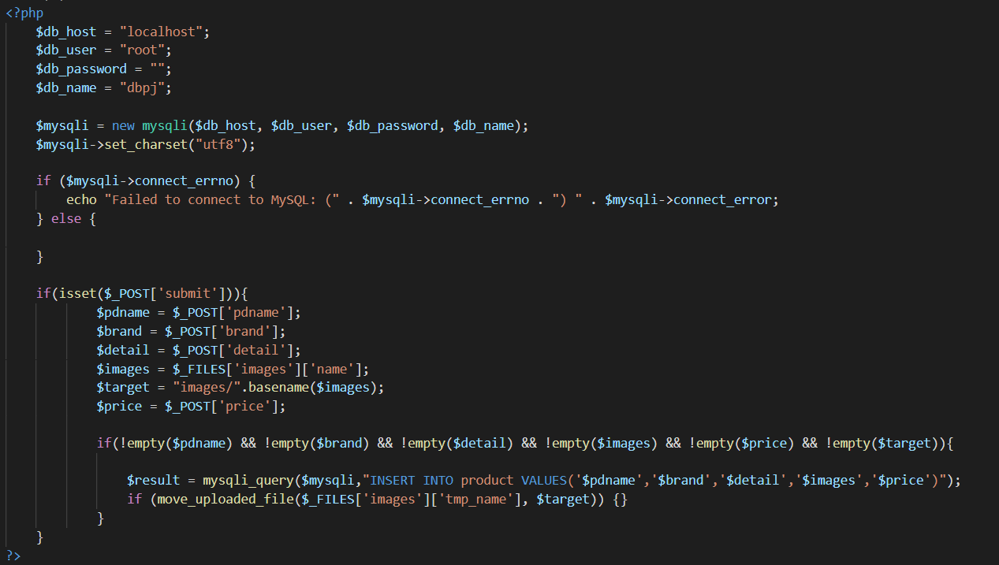 <?php
    $db_host = "localhost";
    $db_user = "root";
    $db_password = "";
    $db_name = "dbpj";

    $mysqli = new mysqli($db_host, $db_user, $db_password, $db_name);
    $mysqli->set_charset("utf8");

    if ($mysqli->connect_errno) {
        echo "Failed to connect to MySQL: (" . $mysqli->connect_errno . ") " . $mysqli->connect_error;
    } else {

    }

    if(isset($_POST['submit'])){
            $pdname = $_POST['pdname'];
            $brand = $_POST['brand'];
            $detail = $_POST['detail'];
            $images = $_FILES['images']['name'];
            $target = "images/".basename($images);
            $price = $_POST['price'];

            if(!empty($pdname) && !empty($brand) && !empty($detail) && !empty($images) && !empty($price) && !empty($target)){

                $result = mysqli_query($mysqli,"INSERT INTO product VALUES('$pdname','$brand','$detail','$images','$price')");
                if (move_uploaded_file($_FILES['images']['tmp_name'], $target)) {}
            }
    }
?>